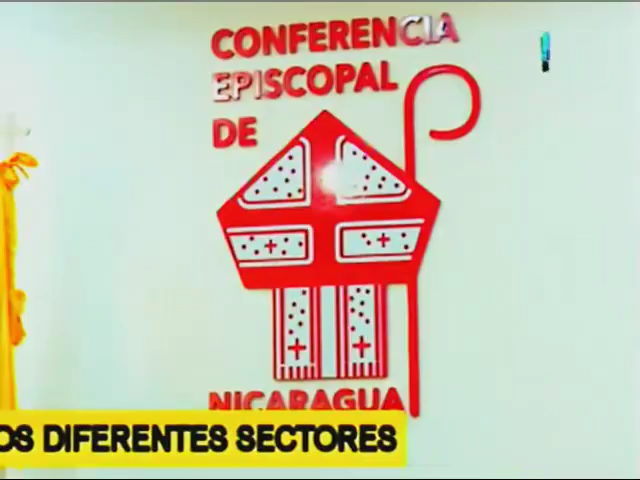 CONFERENCIA
EPISCOPAL
DE
NICARAGUA
OS DIFERENTES SECTORES